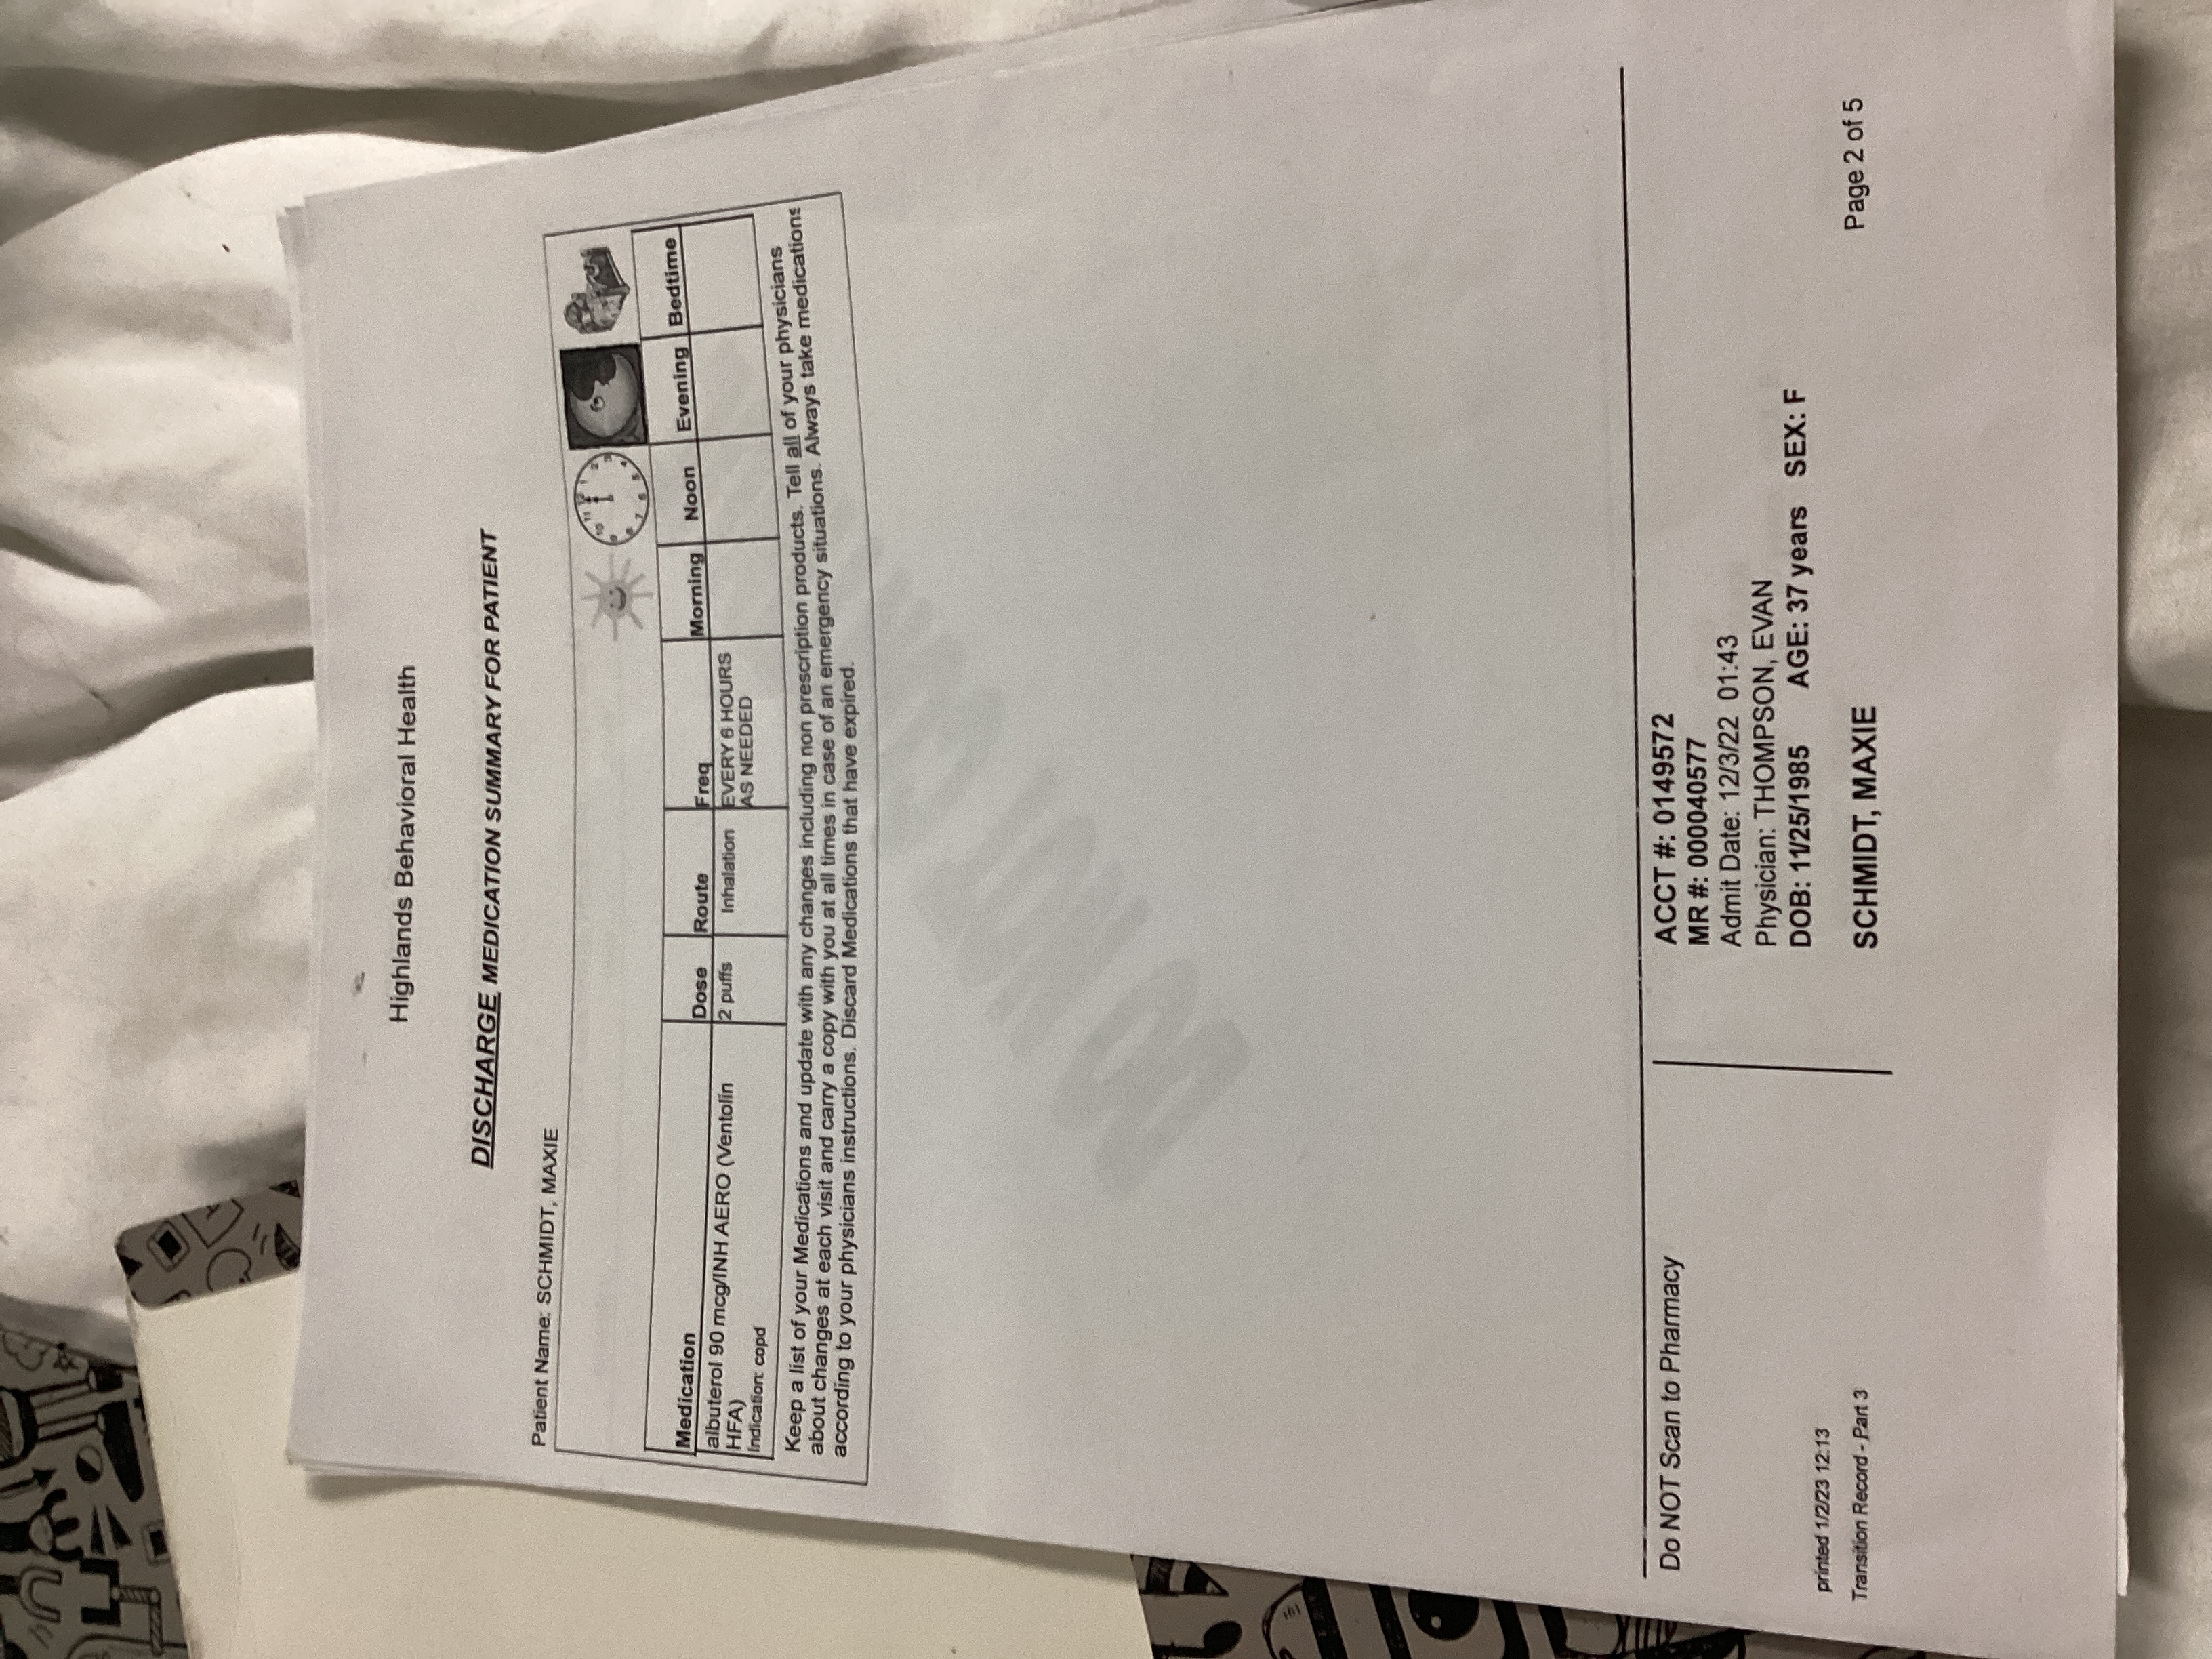 Highlands Behavioral Health
DISCHARGE MEDICATION SUMMARY FOR PATIENT
Patient Name: SCHMIDT, MAXIE
Medication Dose Route Freq Morning Noon Evening Bedtime
albuterol 90 mcg/INH AERO (Ventolin 2 puffs Inhalation EVERY 6 HOURS
HFA) AS NEEDED
Indication: copd
Keep a list of your Medications and update with any changes including non prescription products. Tell all of your physicians
about changes at each visit and carry a copy with you at all times in case of an emergency situations. Always take medications
according to your physicians instructions. Discard Medications that have expired.
DO NOT
Do NOT Scan to Pharmacy
printed 1/2/23 12:13
Transition Record - Part 3
ACCT #: 0149572
MR #: 000040577
Admit Date: 12/3/22 01:43
Physician: THOMPSON, EVAN
DOB: 11/25/1985 AGE: 37 years SEX: F
SCHMIDT, MAXIE
Page 2 of 5